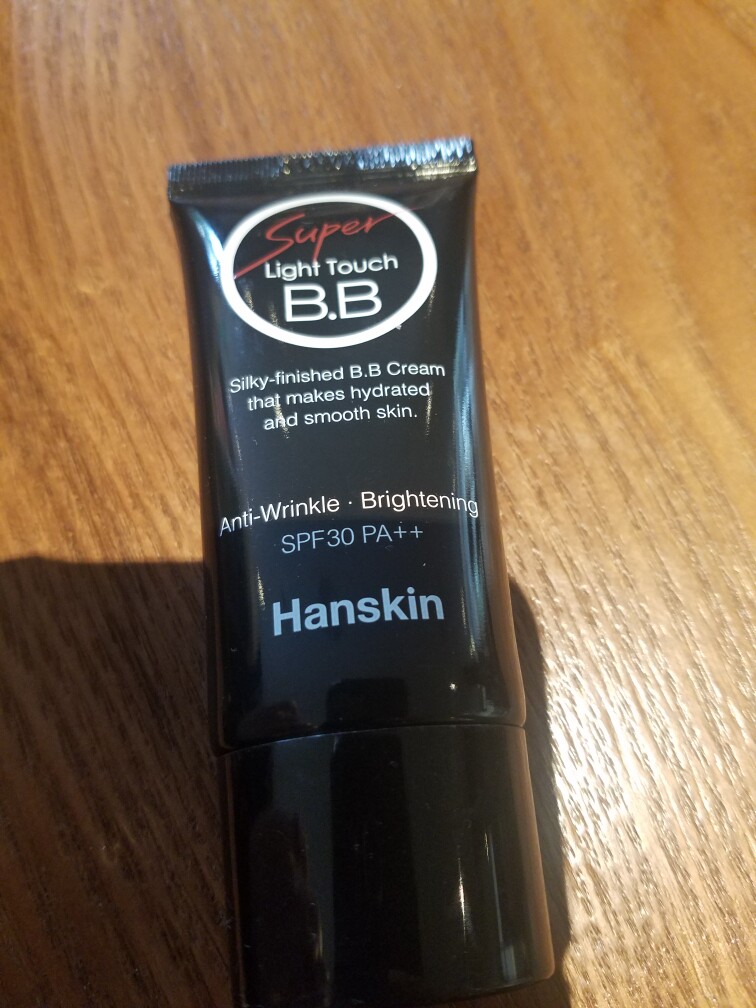 Super
Light Touch
B.B
Silky-finished B.B Cream
that makes hydrated
and smooth skin.
Anti-Wrinkle · Brightening
SPF30 PA++
Hanskin